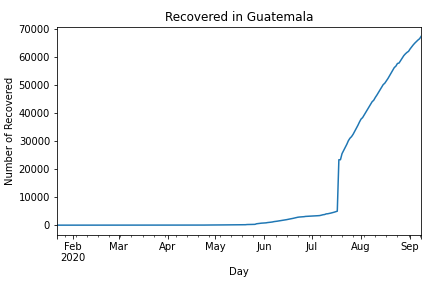 Recovered in Guatemala
Number of Recovered
70000
60000
50000
40000
30000
20000
10000
0
Feb
2020
Mar
Apr
May
Jun
Jul
Aug
Sep
Day